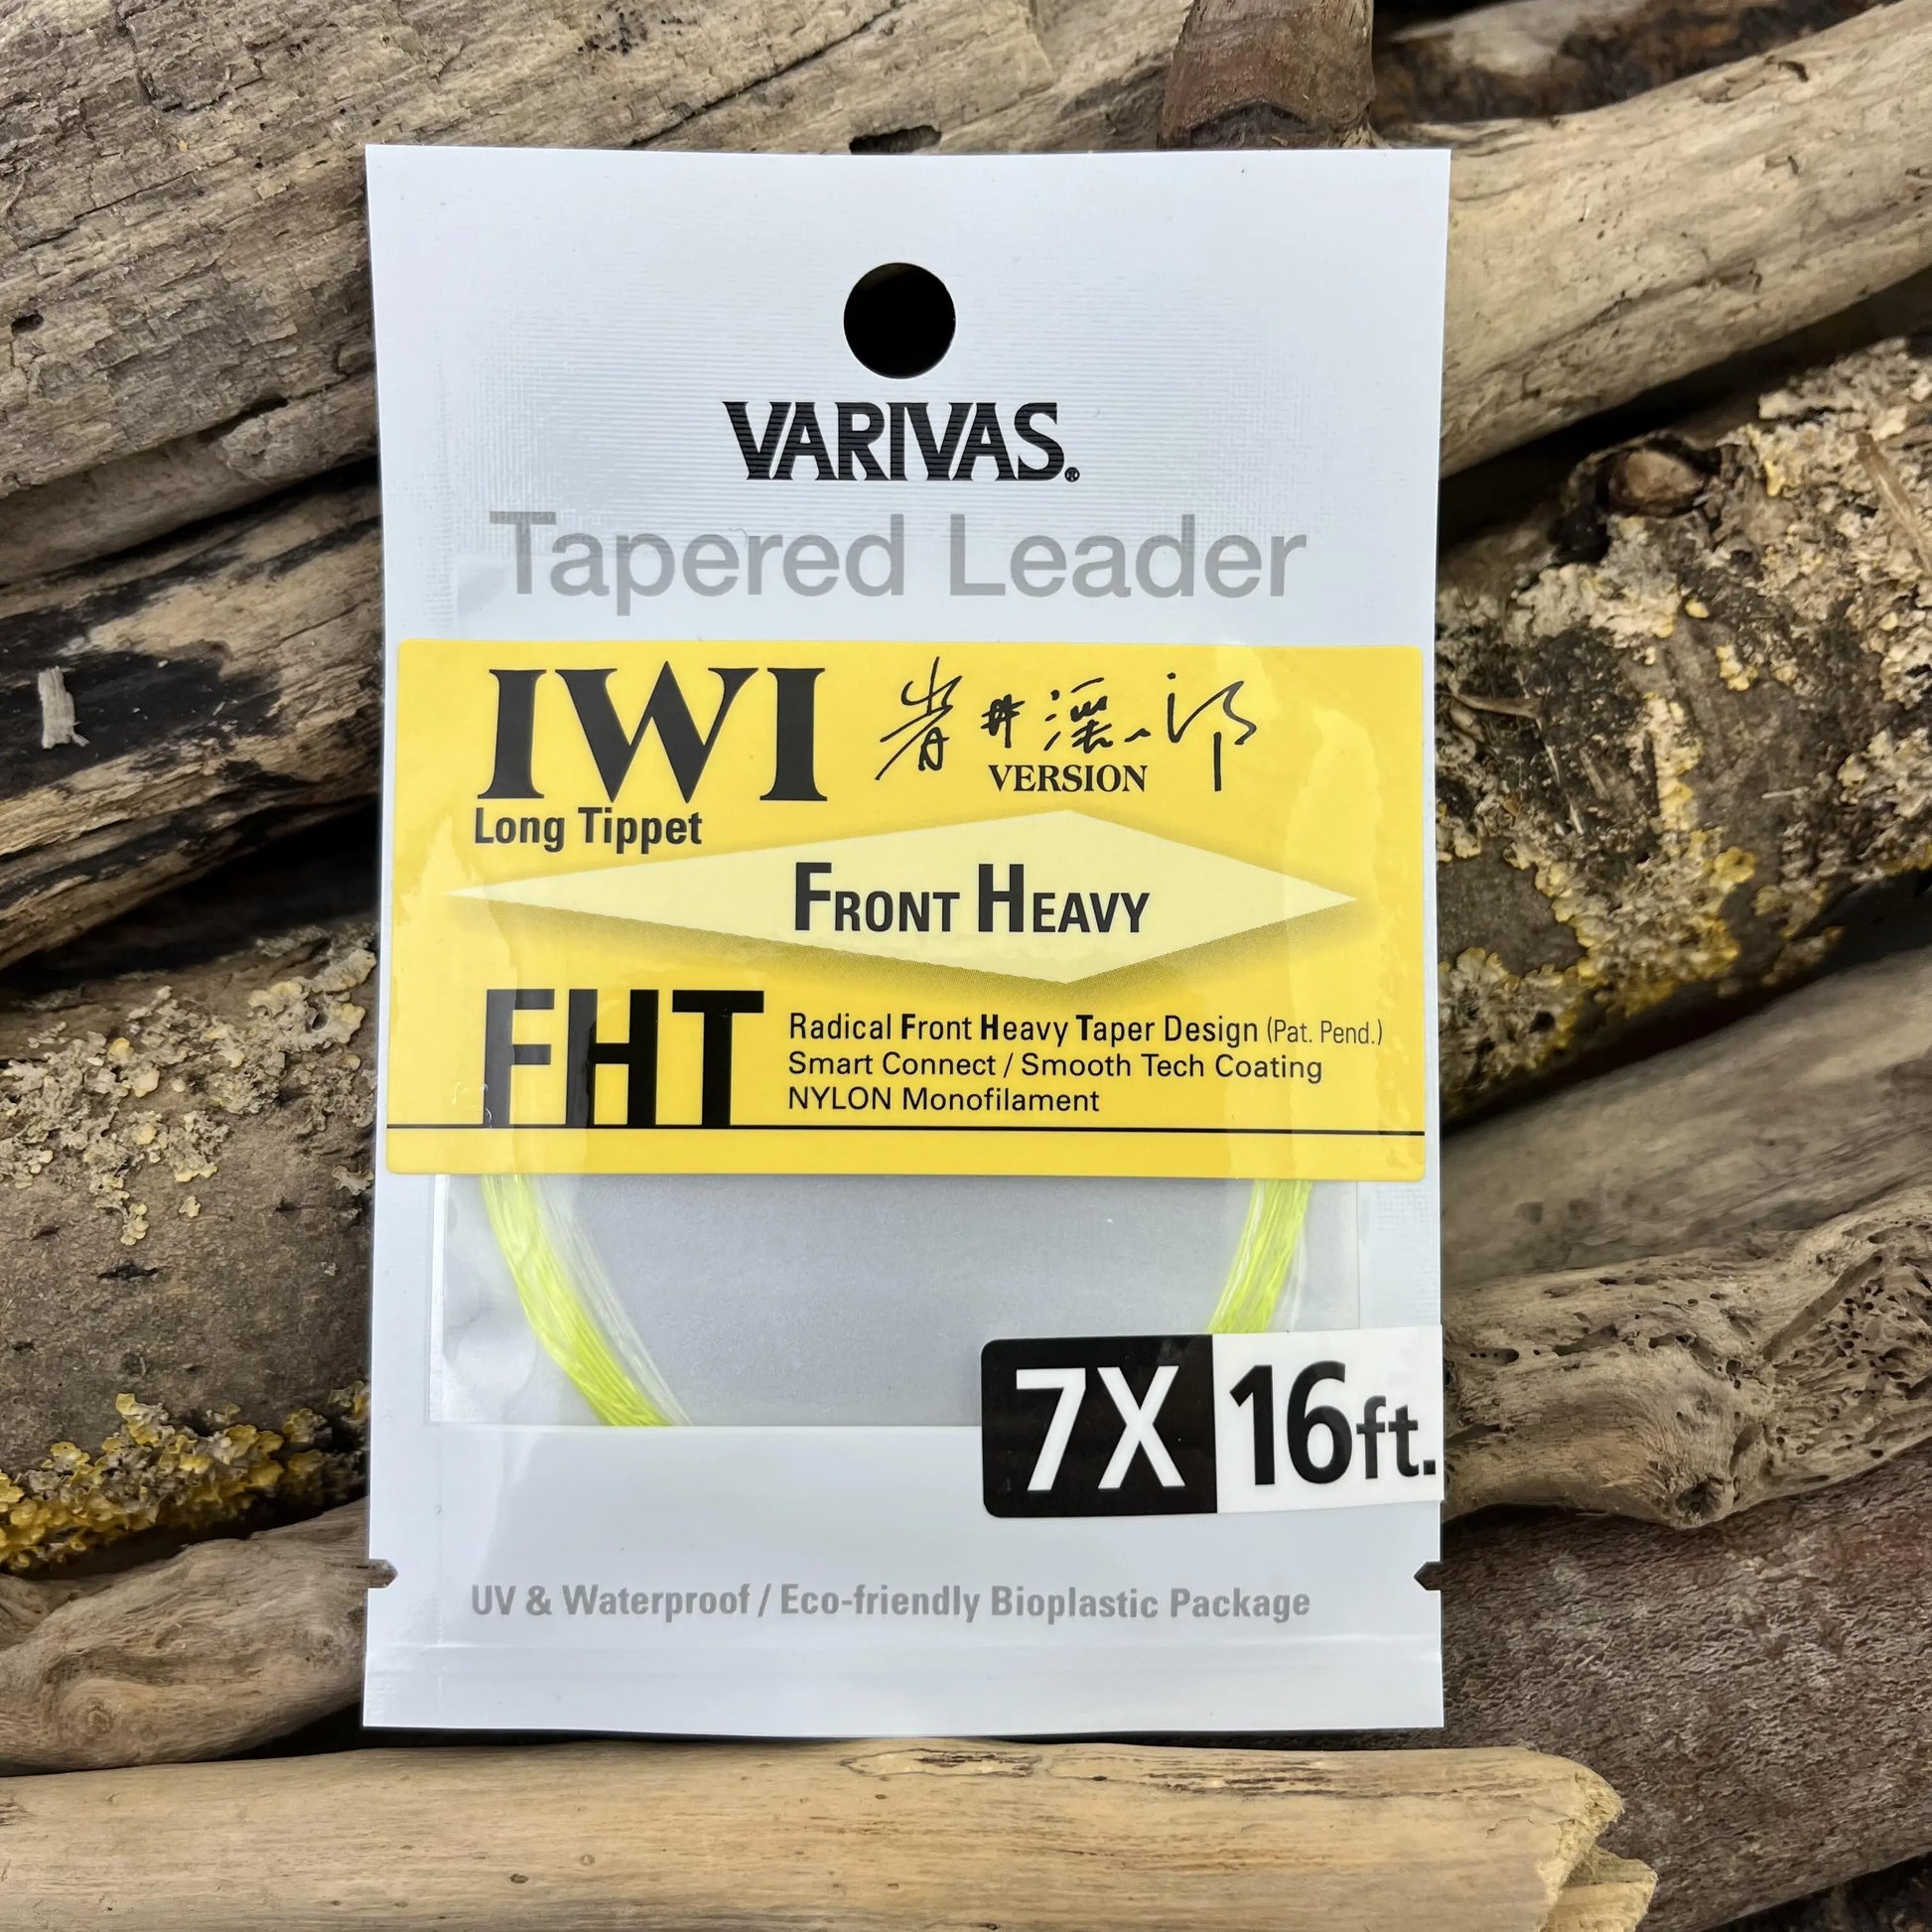 VARIVAS®
Tapered Leader
IWI 岩井渓一郎
VERSION
Long Tippet
FRONT HEAVY
FHT
Radical Front Heavy Taper Design (Pat. Pend.)
Smart Connect / Smooth Tech Coating
NYLON Monofilament
7X 16ft.
UV & Waterproof / Eco-friendly Bioplastic Package